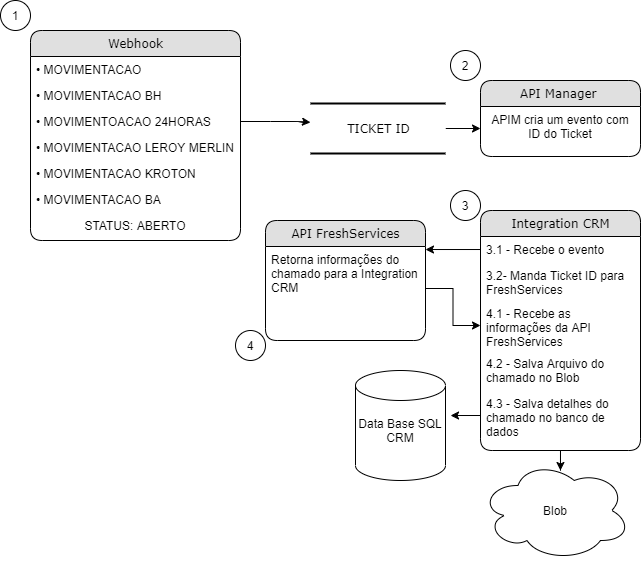 1
Webhook
• MOVIMENTACAO
• MOVIMENTACAO BH
• MOVIMENTOACAO 24HORAS
• MOVIMENTACAO LEROY MERLIN
• MOVIMENTACAO KROTON
• MOVIMENTACAO BA
STATUS: ABERTO
TICKET ID
2
API Manager
APIM cria um evento com
ID do Ticket
3
Integration CRM
3.1 - Recebe o evento
3.2- Manda Ticket ID para
FreshServices
4.1 - Recebe as
informações da API
FreshServices
4.2 - Salva Arquivo do
chamado no Blob
4.3 - Salva detalhes do
chamado no banco de
dados
API FreshServices
Retorna informações do
chamado para a Integration
CRM
4
Data Base SQL
CRM
Blob